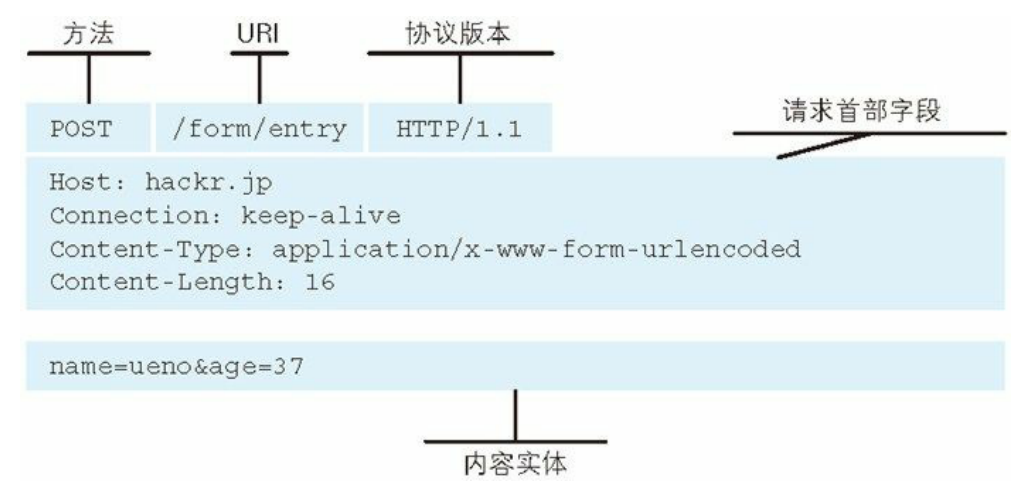 方法 URI 协议版本
请求首部字段
POST /form/entry HTTP/1.1
Host: hackr.jp
Connection: keep-alive
Content-Type: application/x-www-form-urlencoded
Content-Length: 16
name=ueno&age=37
内容实体